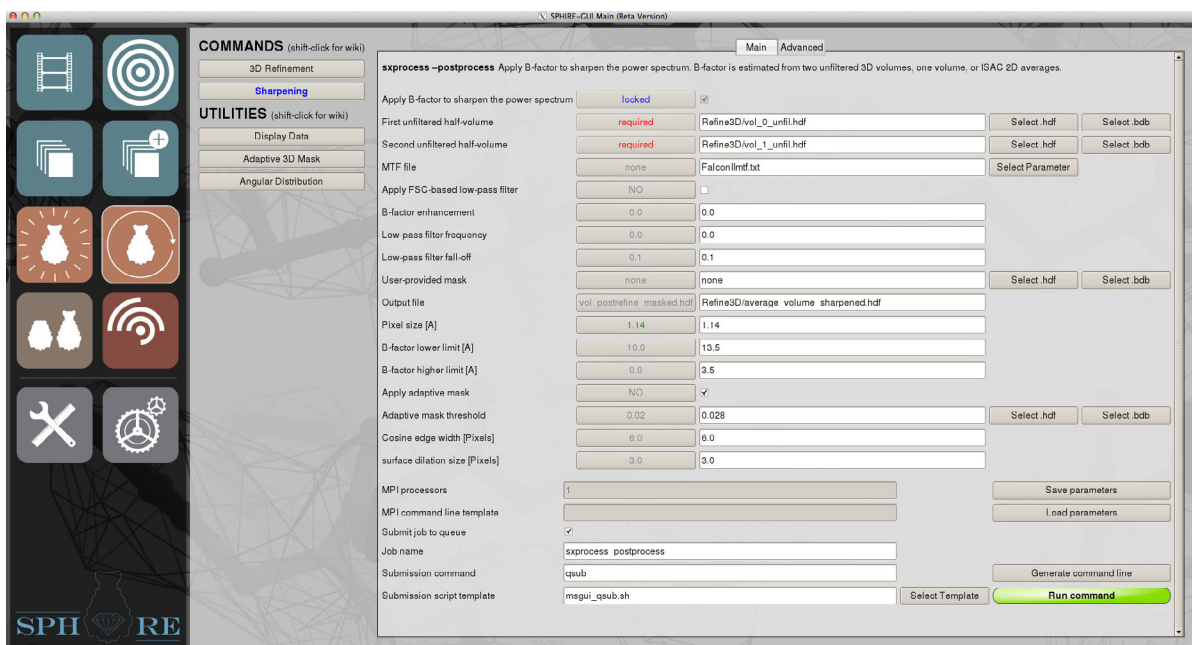 SPHIRE-GUI Main (Beta Version)
COMMANDS (shift-click for wiki)
3D Refinement
Sharpening
UTILITIES (shift-click for wiki)
Display Data
Adaptive 3D Mask
Angular Distribution
Main Advanced
sxprocess --postprocess Apply B-factor to sharpen the power spectrum. B-factor is estimated from two unfiltered 3D volumes, one volume, or ISAC 2D averages.
Apply B-factor to sharpen the power spectrum locked
First unfiltered half-volume required Refine3D/vol_0_unfil.hdf Select .hdf Select .bdb
Second unfiltered half-volume required Refine3D/vol_1_unfil.hdf Select .hdf Select .bdb
MTF file none FalconIImtf.txt Select Parameter
Apply FSC-based low-pass filter NO
B-factor enhancement 0.0 0.0
Low pass filter frequency 0.0 0.0
Low-pass filter fall-off 0.1 0.1
User-provided mask none none Select .hdf Select .bdb
Output file vol_postrefine_masked.hdf Refine3D/average_volume_sharpened.hdf
Pixel size [A] 1.14 1.14
B-factor lower limit [A] 10.0 13.5
B-factor higher limit [A] 0.0 3.5
Apply adaptive mask NO
Adaptive mask threshold 0.02 0.028 Select .hdf Select .bdb
Cosine edge width [Pixels] 6.0 6.0
surface dilation size [Pixels] 3.0 3.0
MPI processors 1 Save parameters
MPI command line template Load parameters
Submit job to queue
Job name sxprocess_postprocess
Submission command qsub Generate command line
Submission script template msgui_qsub.sh Select Template Run command
SPHIRE